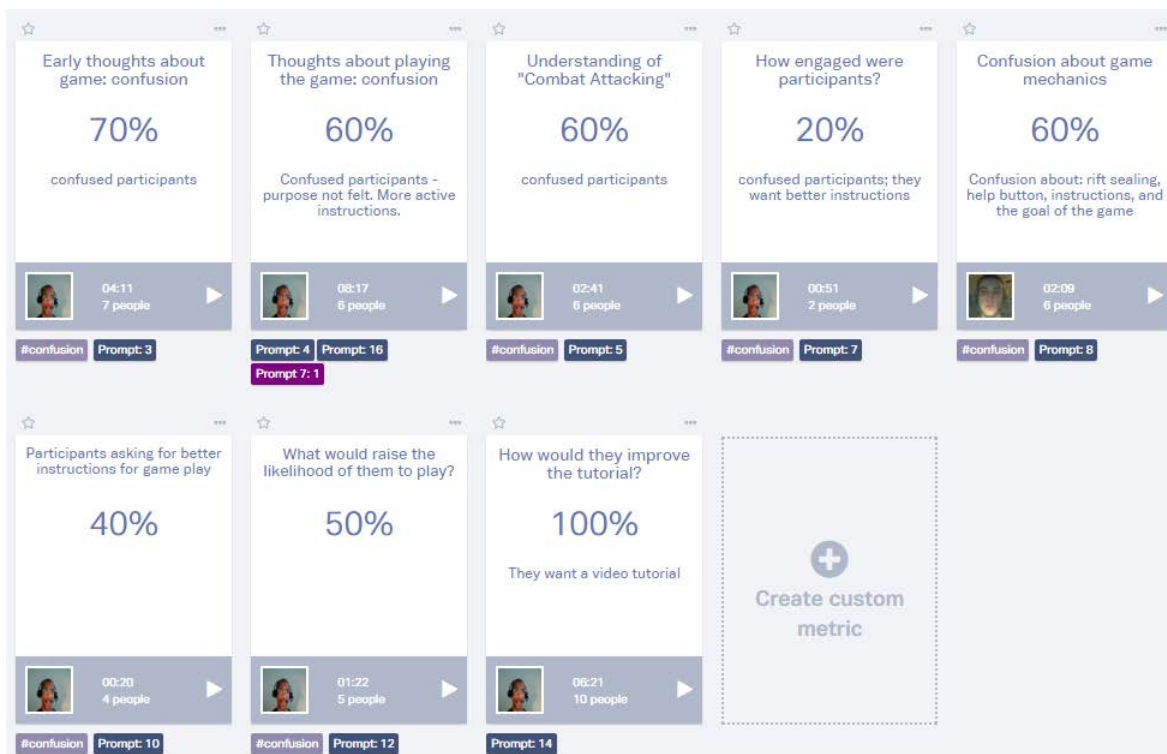 Early thoughts about
game: confusion
70%
confused participants
04:11
7 people
#confusion
Prompt: 3
Thoughts about playing
the game: confusion
60%
Confused participants -
purpose not felt. More active
instructions.
08:17
6 people
Prompt: 4
Prompt: 16
Prompt 7: 1
Understanding of
"Combat Attacking"
60%
confused participants
02:41
6 people
#confusion
Prompt: 5
How engaged were
participants?
20%
confused participants; they
want better instructions
00:51
2 people
#confusion
Prompt: 7
Confusion about game
mechanics
60%
Confusion about: rift sealing,
help button, instructions, and
the goal of the game
02:09
6 people
#confusion
Prompt: 8
Participants asking for better
instructions for game play
40%
00:20
4 people
#confusion
Prompt: 10
What would raise the
likelihood of them to play?
50%
01:22
5 people
#confusion
Prompt: 12
How would they improve
the tutorial?
100%
They want a video tutorial
06:21
10 people
Prompt: 14
Create custom
metric